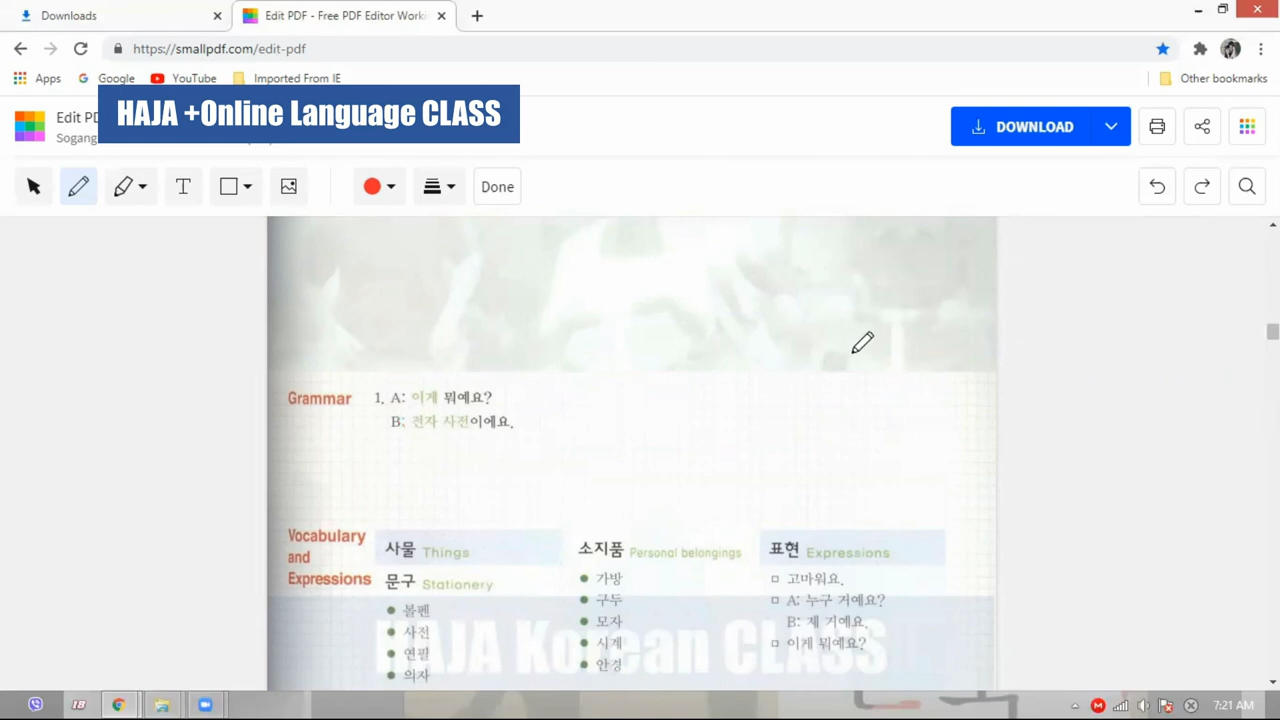 Downloads
Edit PDF - Free PDF Editor Worki
https://smallpdf.com/edit-pdf
Apps Google YouTube Imported From IE Other bookmarks
HAJA +Online Language CLASS
Edit PD
Sogang
DOWNLOAD
T Done
Grammar 1. A: 이게 뭐예요?
B: 전자 사전이에요.
Vocabulary and Expressions
사물 Things
문구 Stationery
볼펜
사전
연필
의자
소지품 Personal belongings
가방
구두
모자
시계
안경
표현 Expressions
고마워요.
A: 누구 거예요?
B: 제 거예요.
이게 뭐예요?
HAJA Korean CLASS
18 7:21 AM